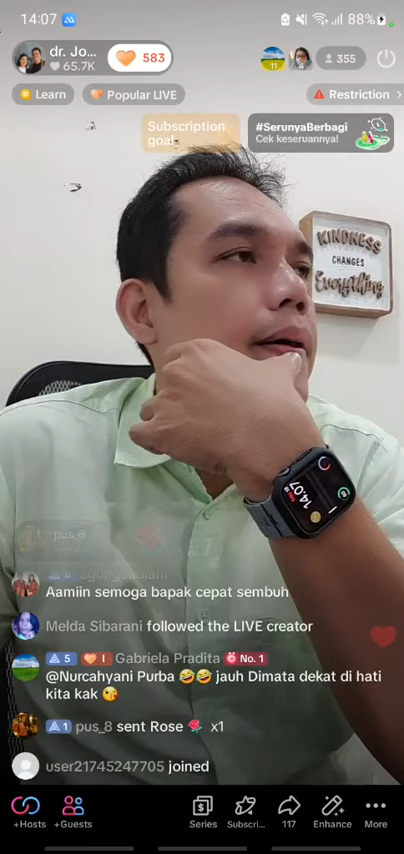 14:07
88%
dr. Jo...
65.7K
583
11
355
Learn
Popular LIVE
Restriction
Subscription
goal
#SerunyaBerbagi
Cek keseruannya!
KINDNESS
CHANGES
Everything
14:07
pus_8
Aamiin semoga bapak cepat sembuh
Melda Sibarani followed the LIVE creator
5 I Gabriela Pradita No. 1
@Nurcahyani Purba 🤣🤣 jauh Dimata dekat di hati
kita kak 😘
1 pus_8 sent Rose 🌹 x1
user21745247705 joined
+Hosts
+Guests
Series
Subscri...
117
Enhance
More